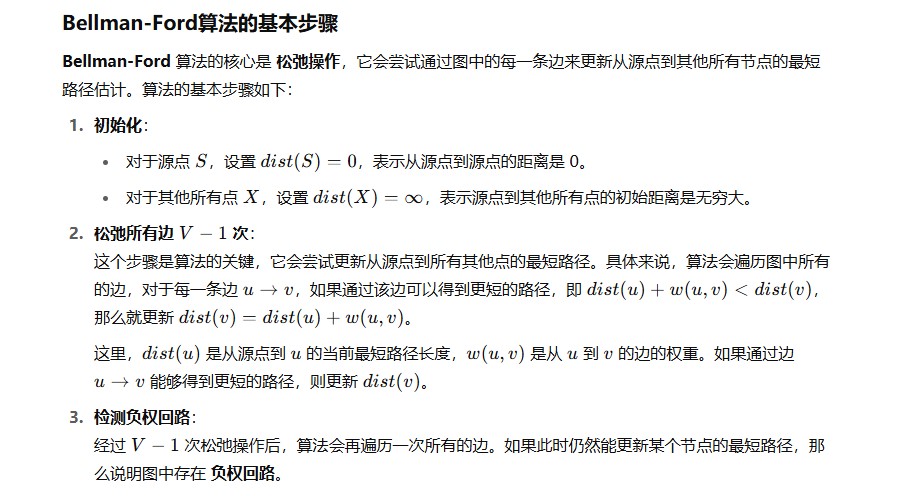 Bellman-Ford算法的基本步骤
Bellman-Ford 算法的核心是 松弛操作，它会尝试通过图中的每一条边来更新从源点到其他所有节点的最短
路径估计。算法的基本步骤如下：
1. 初始化：
• 对于源点 S，设置 dist(S) = 0，表示从源点到源点的距离是 0。
• 对于其他所有点 X，设置 dist(X) = ∞，表示源点到其他所有点的初始距离是无穷大。
2. 松弛所有边 V − 1 次：
这个步骤是算法的关键，它会尝试更新从源点到所有其他点的最短路径。具体来说，算法会遍历图中所有
的边，对于每一条边 u → v，如果通过该边可以得到更短的路径，即 dist(u) + w(u, v) < dist(v)，
那么就更新 dist(v) = dist(u) + w(u, v)。
这里，dist(u) 是从源点到 u 的当前最短路径长度，w(u, v) 是从 u 到 v 的边的权重。如果通过边
u → v 能够得到更短的路径，则更新 dist(v)。
3. 检测负权回路：
经过 V − 1 次松弛操作后，算法会再遍历一次所有的边。如果此时仍然能更新某个节点的最短路径，那
么说明图中存在 负权回路。